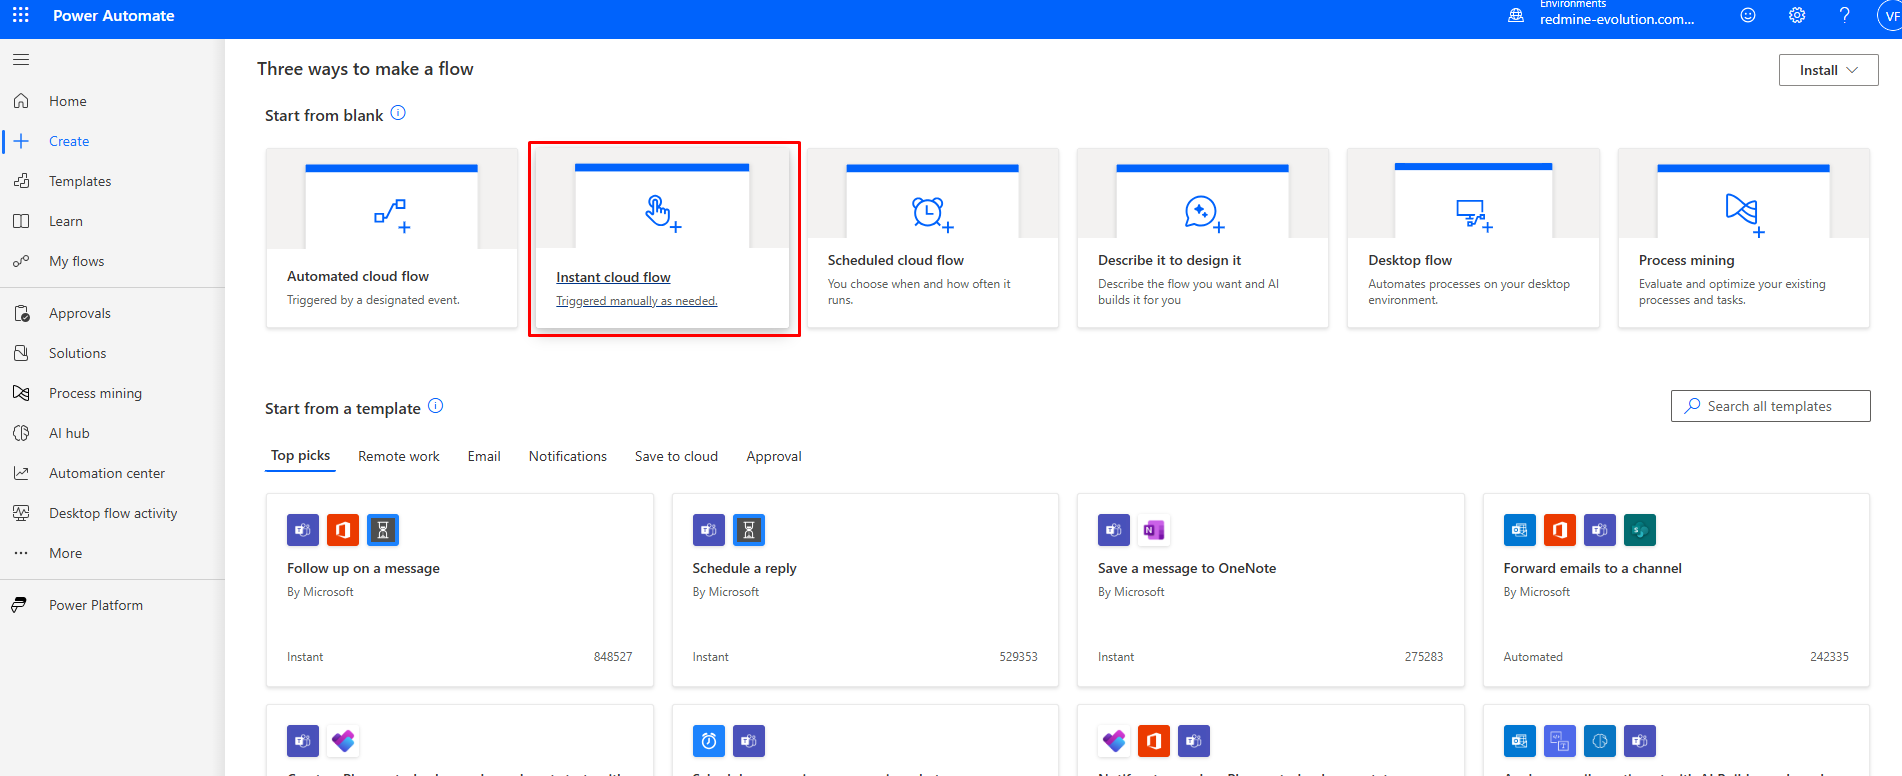 Power Automate
Environments
redmine-evolution.com...
VF
Home
Create
Templates
Learn
My flows
Approvals
Solutions
Process mining
AI hub
Automation center
Desktop flow activity
More
Power Platform
Three ways to make a flow
Install
Start from blank
Automated cloud flow
Triggered by a designated event.
Instant cloud flow
Triggered manually as needed.
Scheduled cloud flow
You choose when and how often it
runs.
Describe it to design it
Describe the flow you want and AI
builds it for you
Desktop flow
Automates processes on your desktop
environment.
Process mining
Evaluate and optimize your existing
processes and tasks.
Start from a template
Search all templates
Top picks
Remote work
Email
Notifications
Save to cloud
Approval
Follow up on a message
By Microsoft
Instant
848527
Schedule a reply
By Microsoft
Instant
529353
Save a message to OneNote
By Microsoft
Instant
275283
Forward emails to a channel
By Microsoft
Automated
242335